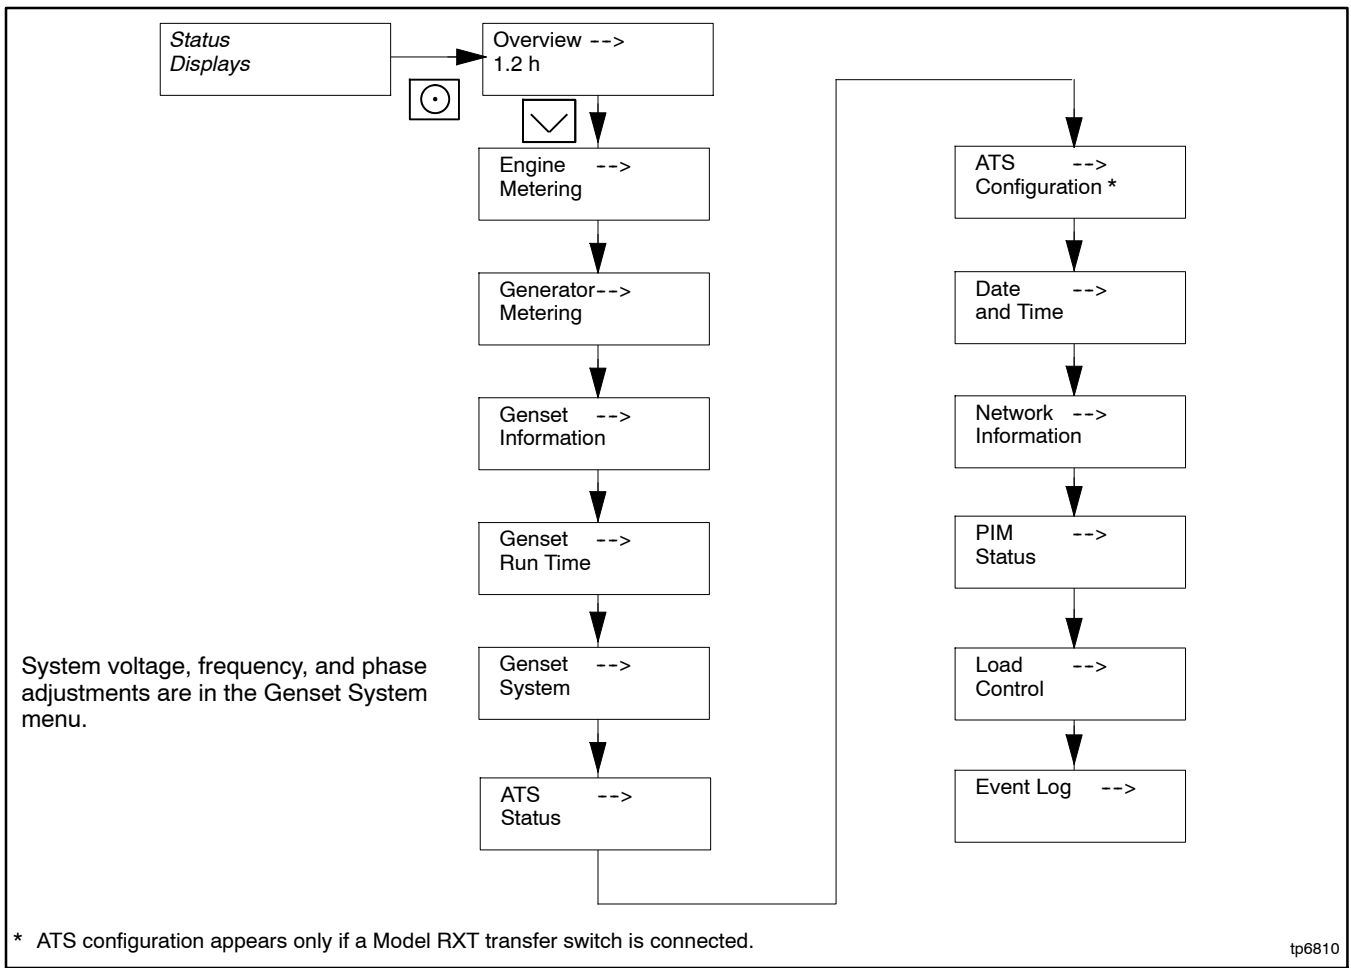 Status
Displays
Overview -->
1.2 h
Engine -->
Metering
Generator-->
Metering
Genset -->
Information
Genset -->
Run Time
Genset -->
System
System voltage, frequency, and phase
adjustments are in the Genset System
menu.
ATS -->
Status
ATS -->
Configuration *
Date -->
and Time
Network -->
Information
PIM -->
Status
Load -->
Control
Event Log -->
* ATS configuration appears only if a Model RXT transfer switch is connected.
tp6810